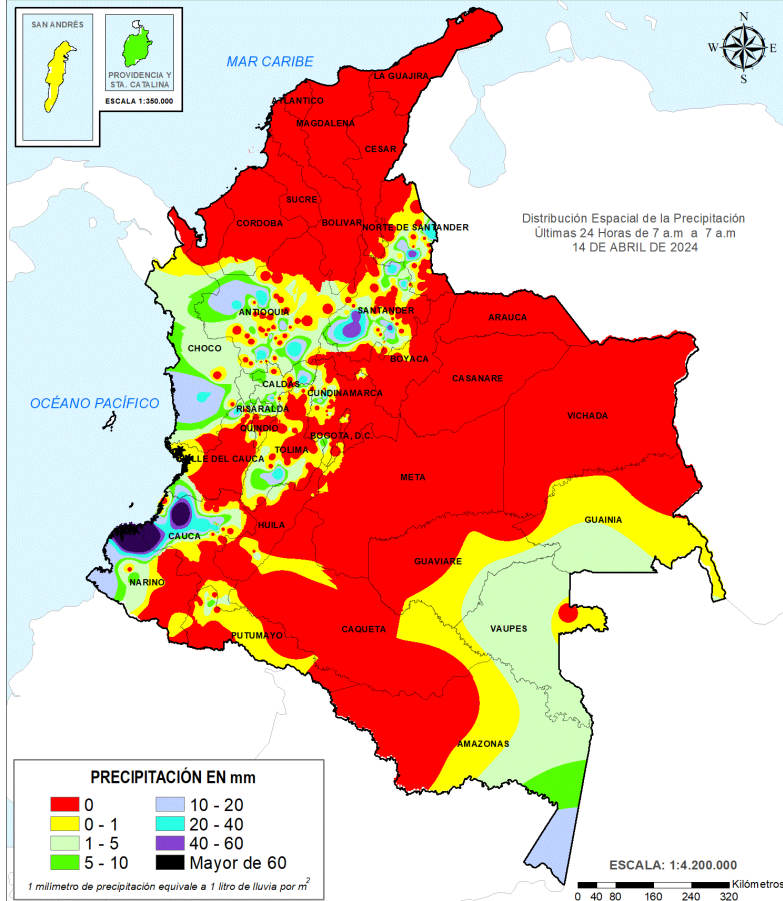 SAN ANDRÉS
PROVIDENCIA Y
STA. CATALINA
ESCALA 1:350.000
MAR CARIBE
N
W
E
S
LA GUAJIRA
ATLANTICO
MAGDALENA
CESAR
SUCRE
CORDOBA
BOLIVAR
NORTE DE SANTANDER
Distribución Espacial de la Precipitación
Últimas 24 Horas de 7 a.m a 7 a.m
14 DE ABRIL DE 2024
ANTIOQUIA
SANTANDER
ARAUCA
CHOCO
BOYACA
CASANARE
CALDAS
CUNDINAMARCA
OCÉANO PACÍFICO
RISARALDA
VICHADA
QUINDIO
BOGOTA, D.C.
TOLIMA
VALLE DEL CAUCA
META
GUAINIA
HUILA
CAUCA
GUAVIARE
NARIÑO
VAUPES
CAQUETA
PUTUMAYO
AMAZONAS
PRECIPITACIÓN EN mm
0
10 - 20
0 - 1
20 - 40
1 - 5
40 - 60
5 - 10
Mayor de 60
1 milímetro de precipitación equivale a 1 litro de lluvia por m²
ESCALA: 1:4.200.000
Kilómetros
0 40 80 160 240 320